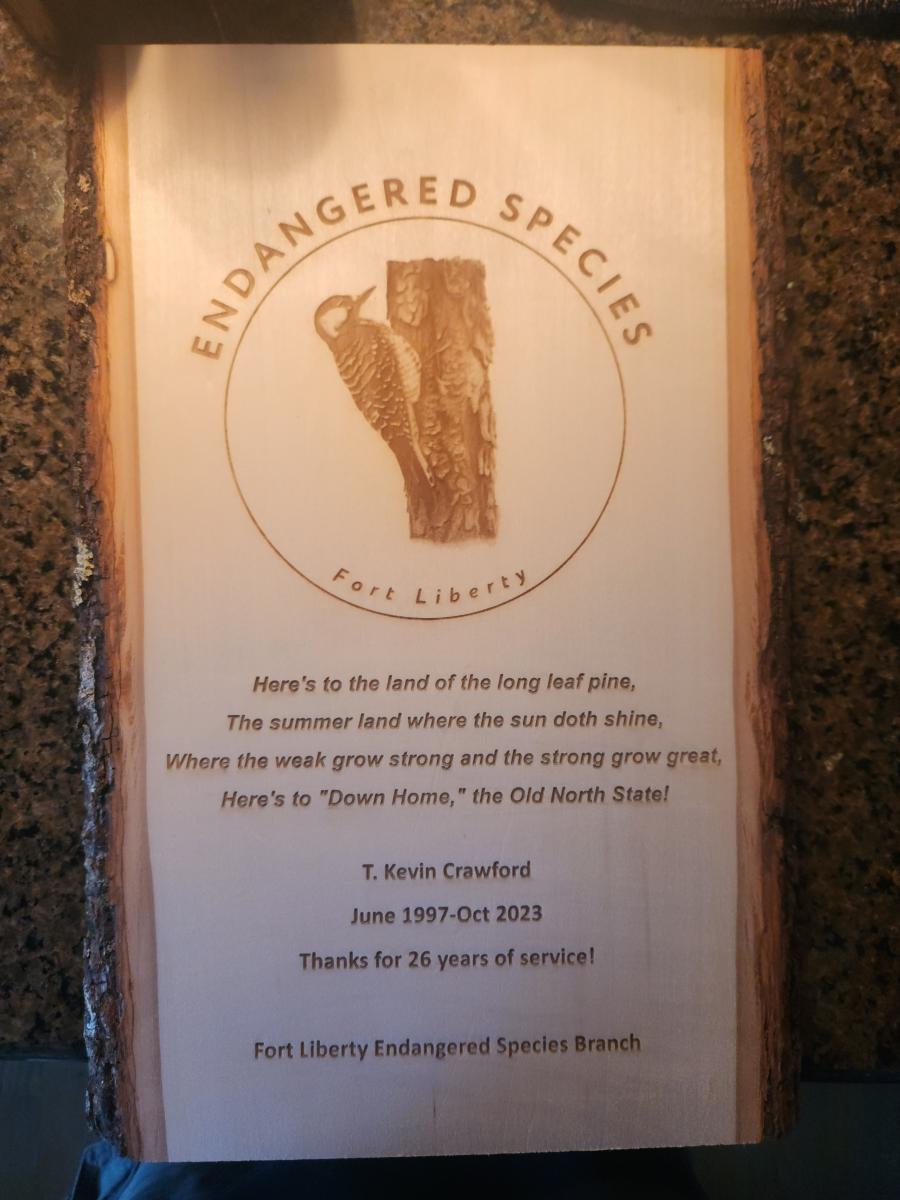 ENDANGERED SPECIES
Fort Liberty
Here's to the land of the long leaf pine,
The summer land where the sun doth shine,
Where the weak grow strong and the strong grow great,
Here's to "Down Home," the Old North State!
T. Kevin Crawford
June 1997-Oct 2023
Thanks for 26 years of service!
Fort Liberty Endangered Species Branch